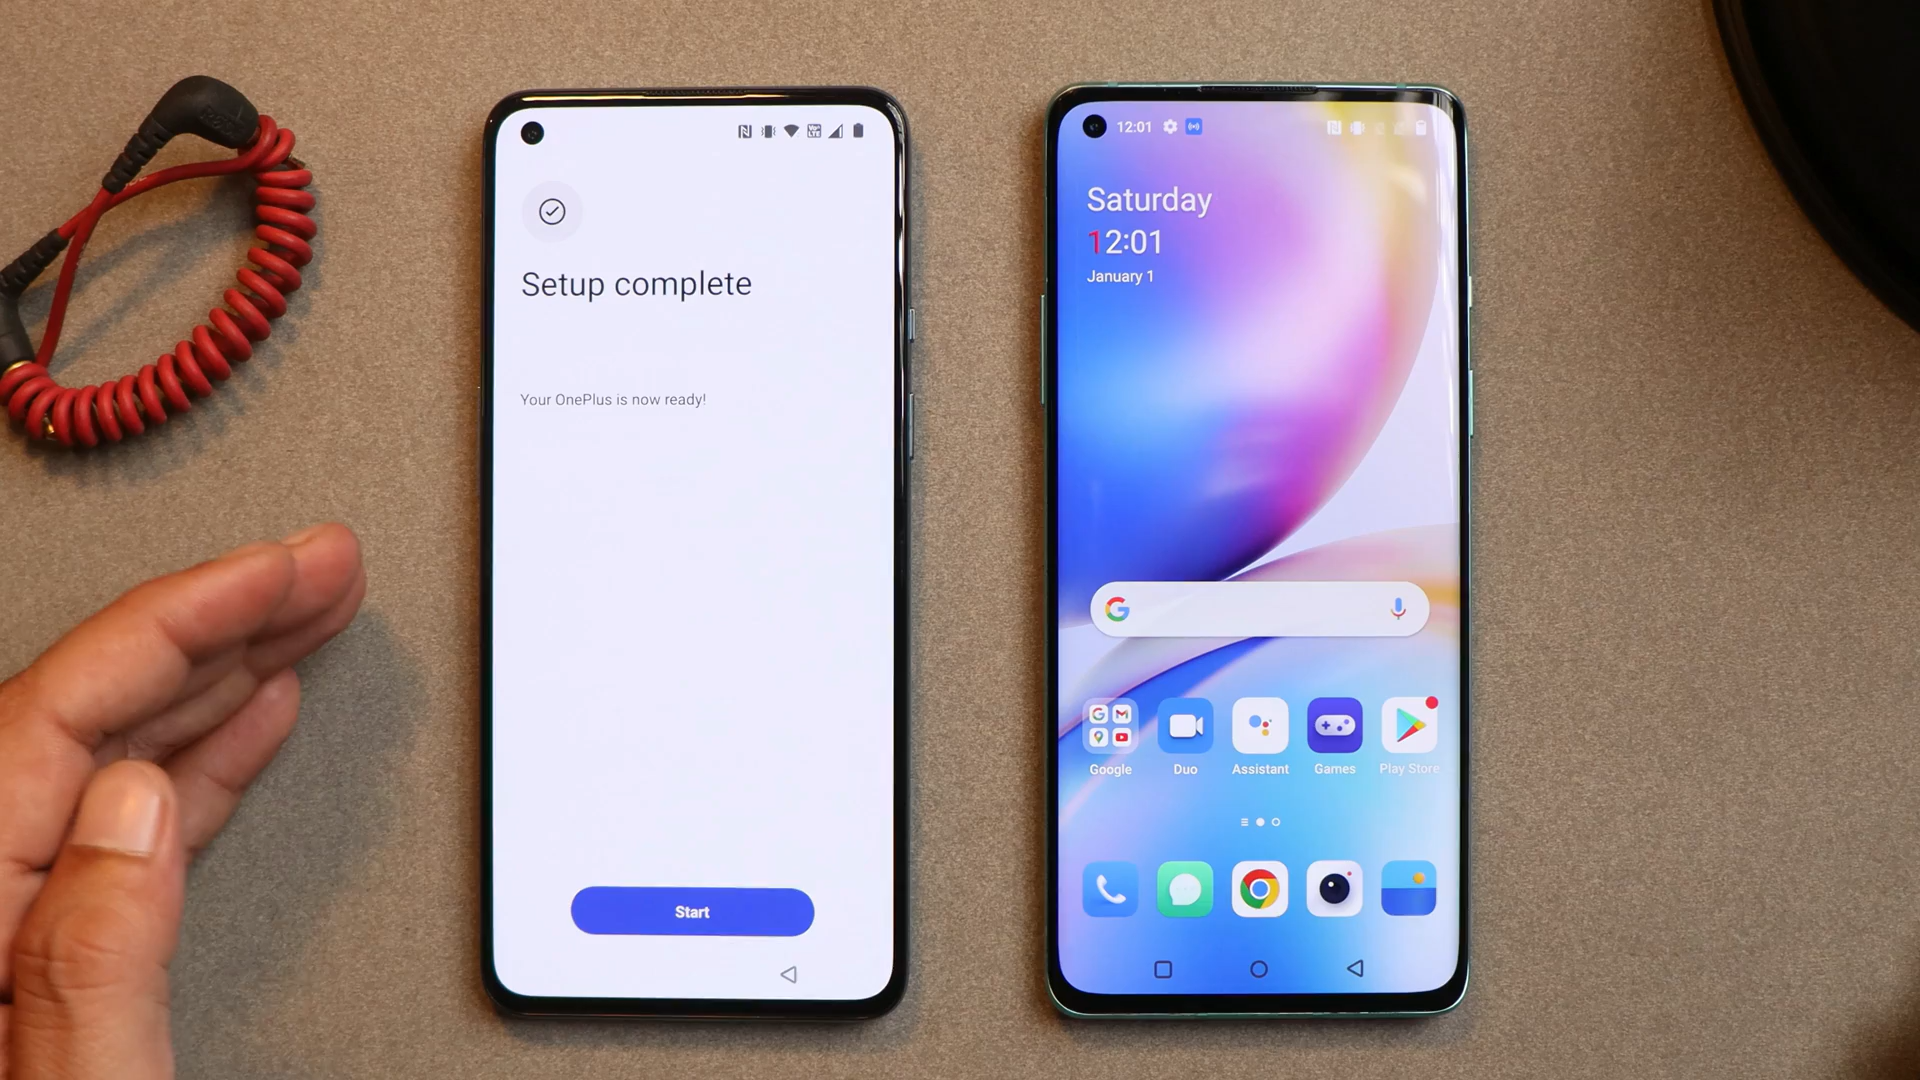 Setup complete
Your OnePlus is now ready!
Start
12:01
Saturday
12:01
January 1
Google
Duo
Assistant
Games
Play Store